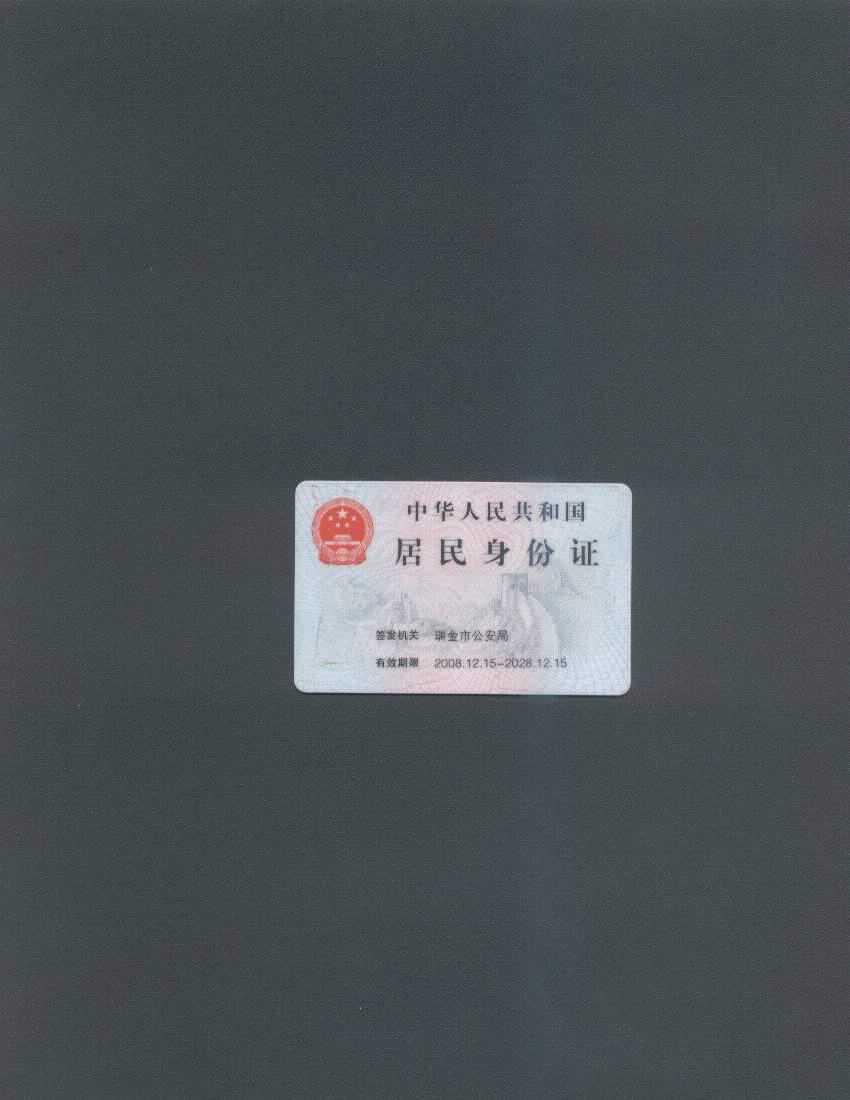 中华人民共和国
居民身份证
签发机关 瑞金市公安局
有效期限 2008.12.15-2028.12.15